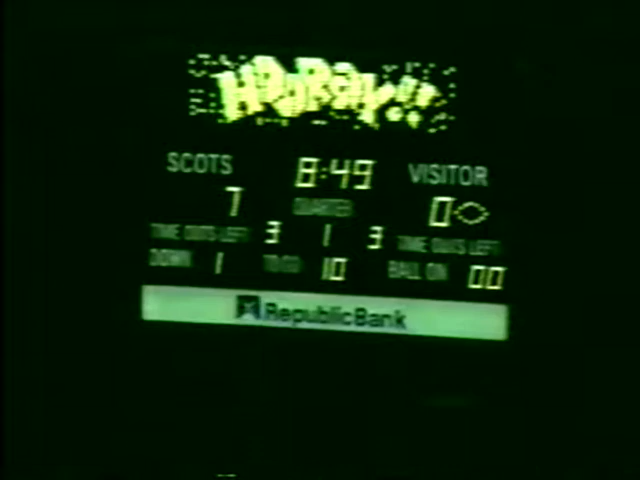 HOORAY!!
SCOTS 8:49 VISITOR
7 QUARTER 0
TIME OUTS LEFT 3 1 3 TIME OUTS LEFT
DOWN 1 TO GO 10 BALL ON 00
RepublicBank